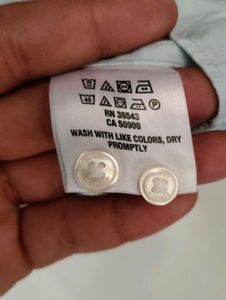 RN 36543
CA 50900
WASH WITH LIKE COLORS, DRY
PROMPTLY